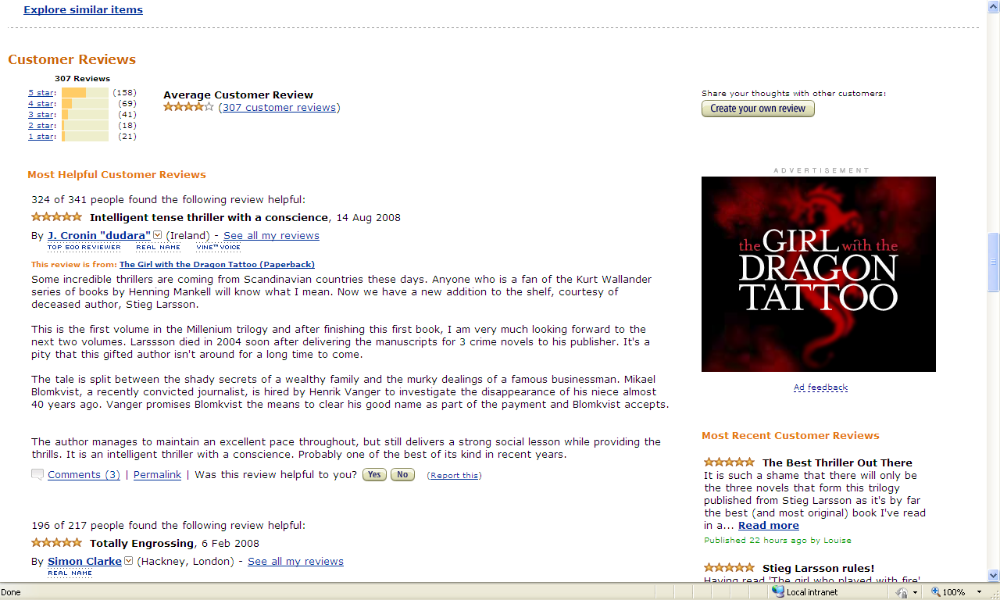 Explore similar items
Customer Reviews
307 Reviews
5 star: (158)
4 star: (69)
3 star: (41)
2 star: (18)
1 star: (21)
Average Customer Review
(307 customer reviews)
Share your thoughts with other customers:
Create your own review
Most Helpful Customer Reviews
324 of 341 people found the following review helpful:
Intelligent tense thriller with a conscience, 14 Aug 2008
By J. Cronin "dudara" (Ireland) - See all my reviews
TOP 500 REVIEWER REAL NAME VINE™ VOICE
This review is from: The Girl with the Dragon Tattoo (Paperback)
Some incredible thrillers are coming from Scandinavian countries these days. Anyone who is a fan of the Kurt Wallander
series of books by Henning Mankell will know what I mean. Now we have a new addition to the shelf, courtesy of
deceased author, Stieg Larsson.
This is the first volume in the Millenium trilogy and after finishing this first book, I am very much looking forward to the
next two volumes. Larssson died in 2004 soon after delivering the manuscripts for 3 crime novels to his publisher. It's a
pity that this gifted author isn't around for a long time to come.
The tale is split between the shady secrets of a wealthy family and the murky dealings of a famous businessman. Mikael
Blomkvist, a recently convicted journalist, is hired by Henrik Vanger to investigate the disappearance of his niece almost
40 years ago. Vanger promises Blomkvist the means to clear his good name as part of the payment and Blomkvist accepts.
The author manages to maintain an excellent pace throughout, but still delivers a strong social lesson while providing the
thrills. It is an intelligent thriller with a conscience. Probably one of the best of its kind in recent years.
Comments (3) | Permalink | Was this review helpful to you? Yes No (Report this)
196 of 217 people found the following review helpful:
Totally Engrossing, 6 Feb 2008
By Simon Clarke (Hackney, London) - See all my reviews
REAL NAME
ADVERTISEMENT
the GIRL with the
DRAGON
TATTOO
Ad feedback
Most Recent Customer Reviews
The Best Thriller Out There
It is such a shame that there will only be
the three novels that form this trilogy
published from Stieg Larsson as it's by far
the best (and most original) book I've read
in a... Read more
Published 22 hours ago by Louise
Stieg Larsson rules!
Having read 'The girl who played with fire'
Done
Local intranet
100%